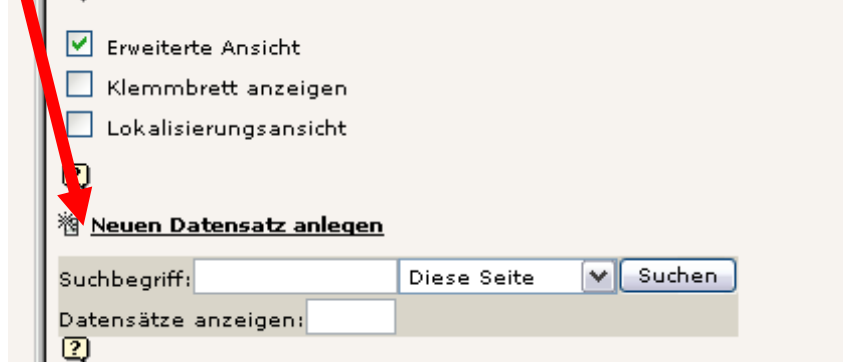 Erweiterte Ansicht
Klemmbrett anzeigen
Lokalisierungsansicht
?
Neuen Datensatz anlegen
Suchbegriff: Diese Seite Suchen
Datensätze anzeigen:
?